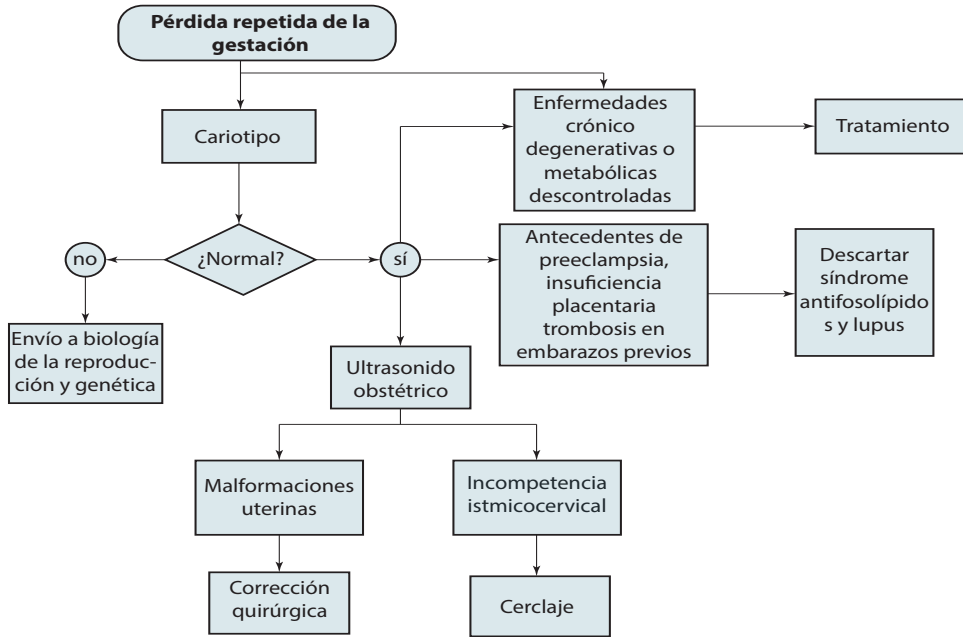 Pérdida repetida de la
gestación
Cariotipo
Enfermedades
crónico
degenerativas o
metabólicas
descontroladas
Tratamiento
¿Normal?
no
sí
Antecedentes de
preeclampsia,
insuficiencia
placentaria
trombosis en
embarazos previos
Descartar
síndrome
antifosolípido
s y lupus
Envío a biología
de la reproduc-
ción y genética
Ultrasonido
obstétrico
Malformaciones
uterinas
Incompetencia
istmicocervical
Corrección
quirúrgica
Cerclaje